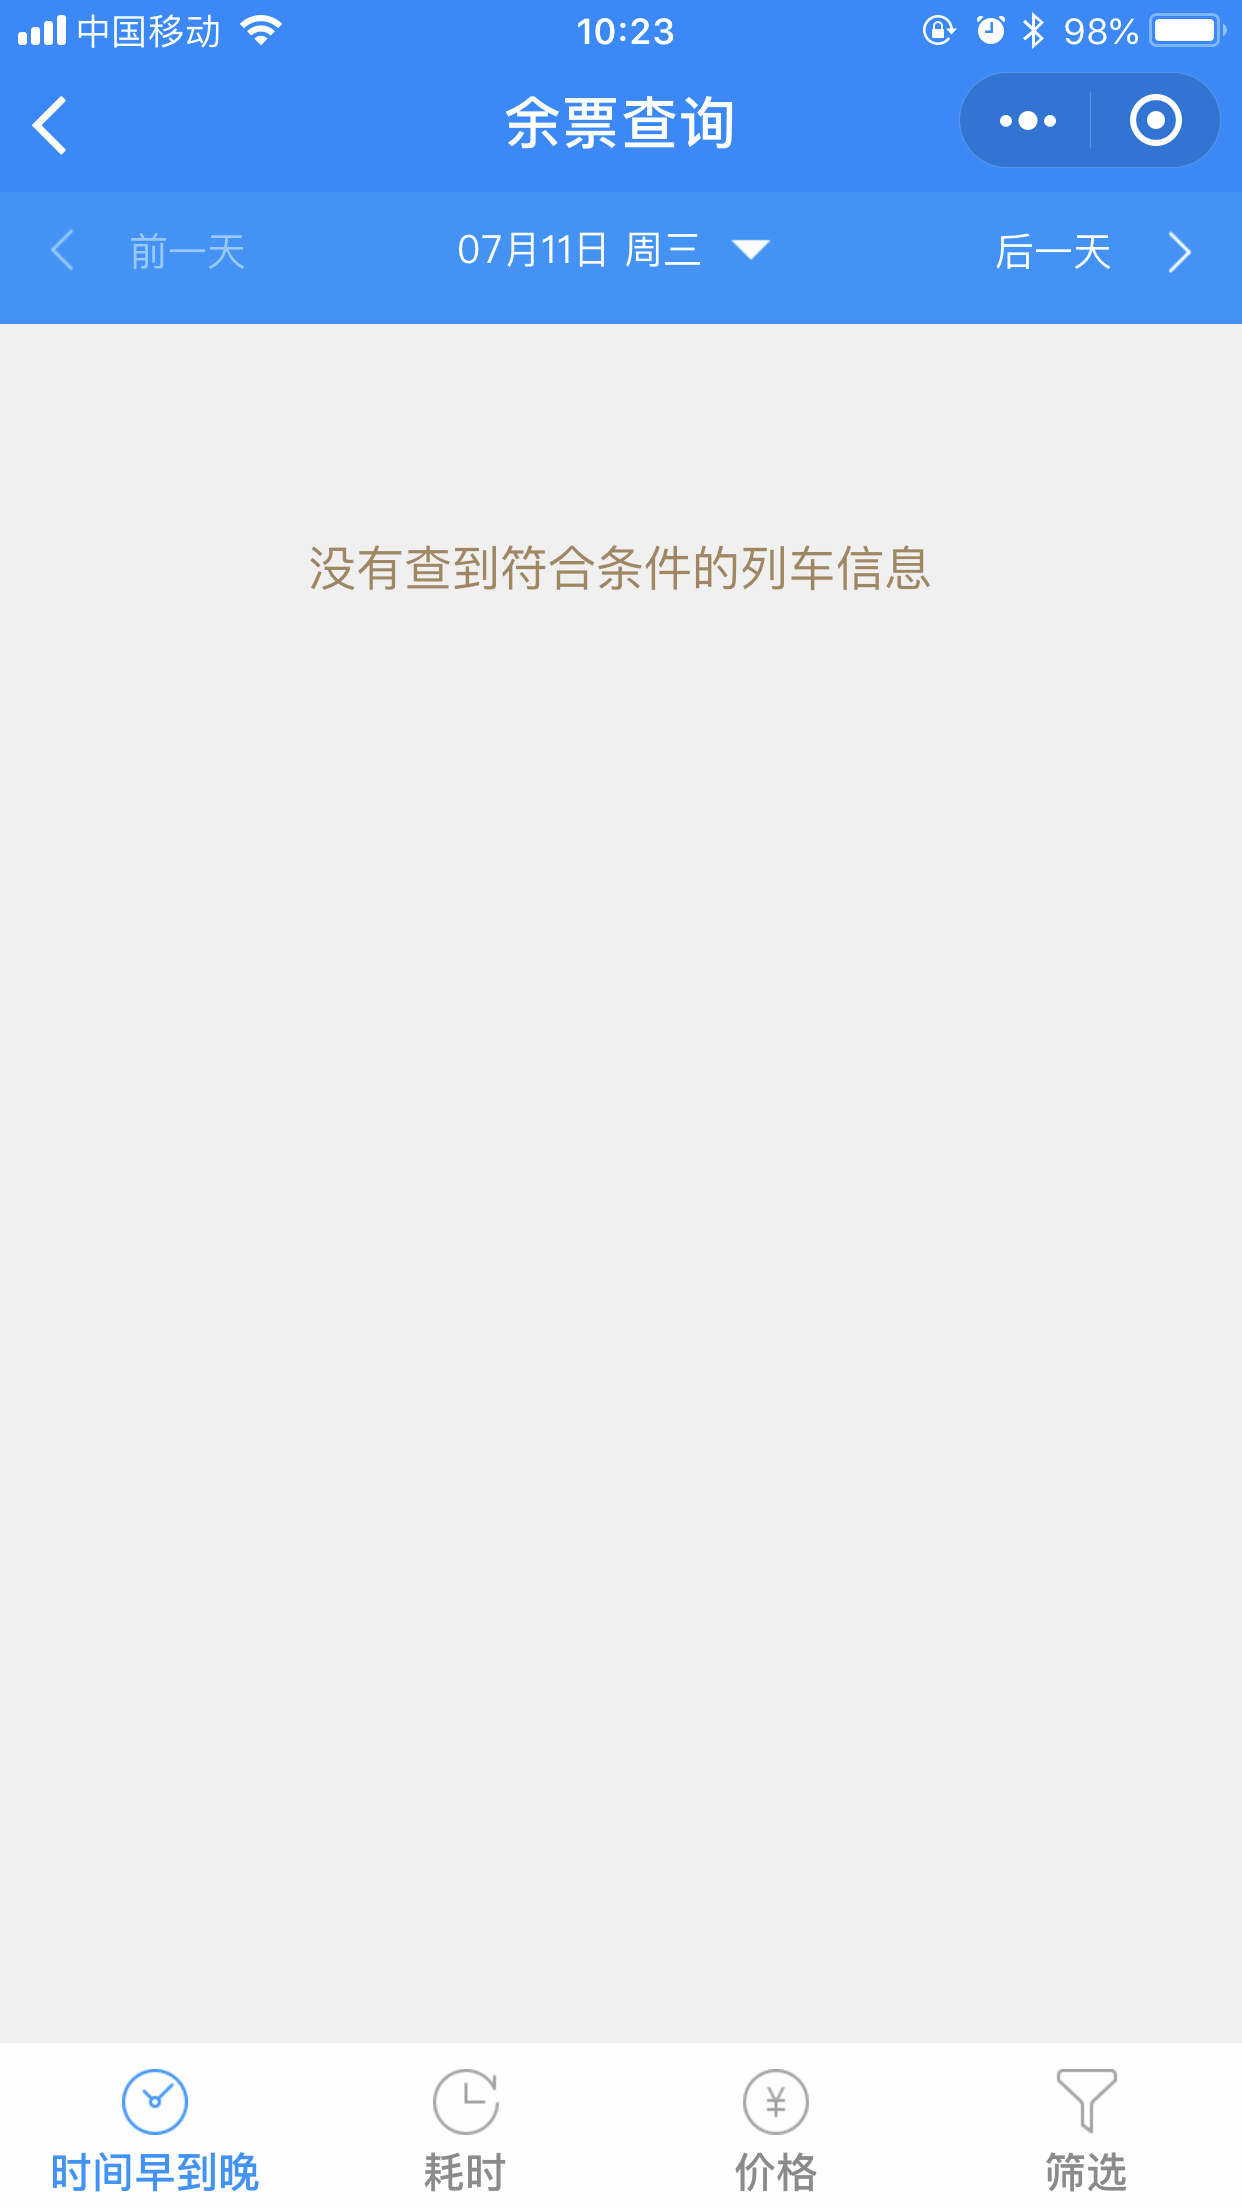 中国移动 10:23 98%
余票查询
前一天 07月11日 周三 后一天
没有查到符合条件的列车信息
时间早到晚 耗时 价格 筛选